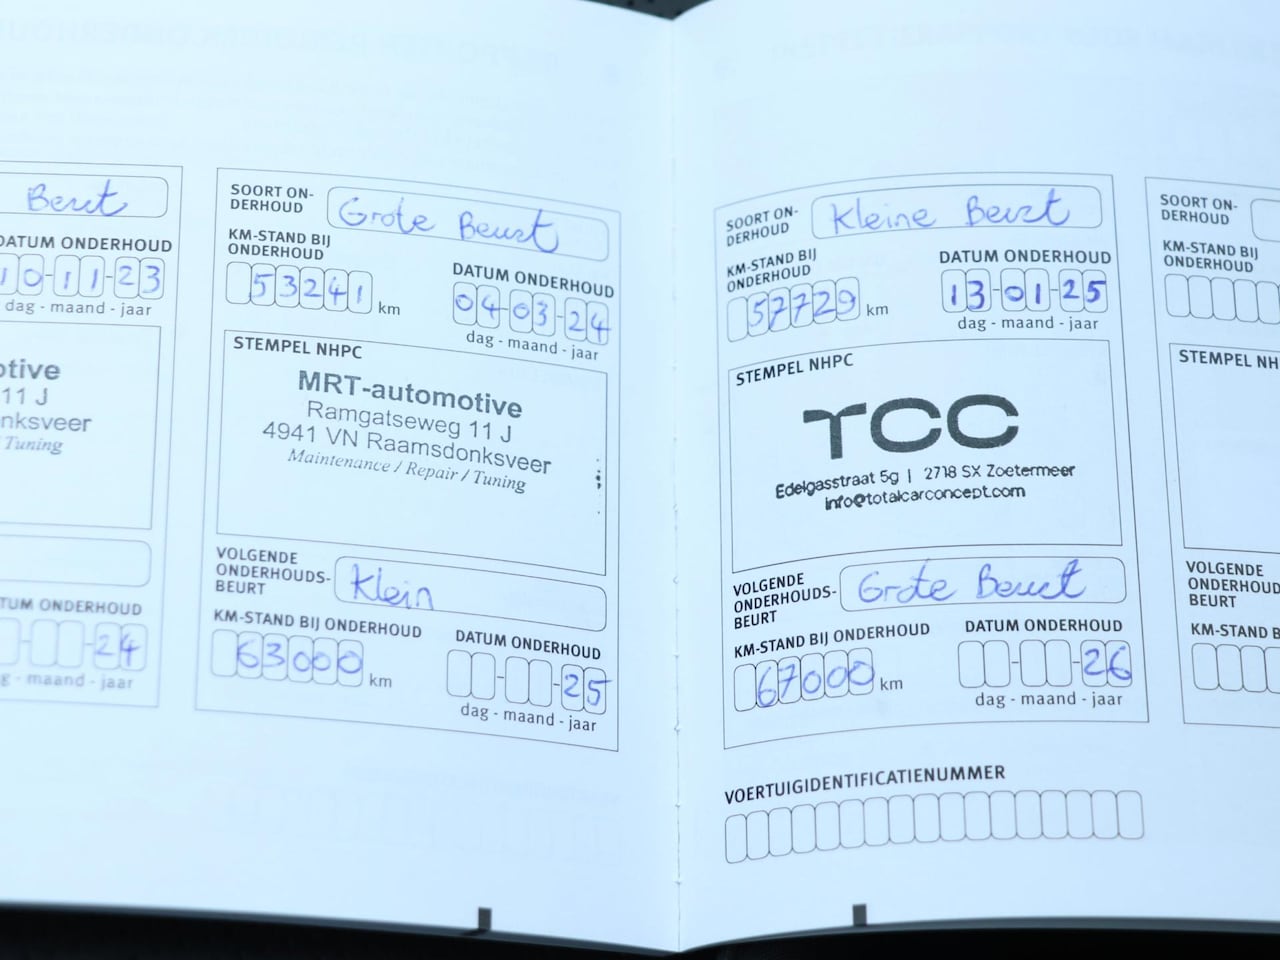 Beurt
DATUM ONDERHOUD
10-11-23
dag - maand - jaar
11 J
Tuning
24
SOORT ON-
DERHOUD
Grote Beurt
KM-STAND BIJ
ONDERHOUD
53241 km
DATUM ONDERHOUD
04-03-24
dag - maand - jaar
STEMPEL NHPC
MRT-automotive
Ramgatseweg 11 J
4941 VN Raamsdonksveer
Maintenance / Repair / Tuning
VOLGENDE
ONDERHOUDS-
BEURT
Klein
KM-STAND BIJ ONDERHOUD
63000 km
DATUM ONDERHOUD
25
dag - maand - jaar
SOORT ON-
DERHOUD
Kleine Beurt
KM-STAND BIJ
ONDERHOUD
57729 km
DATUM ONDERHOUD
13-01-25
dag - maand - jaar
STEMPEL NHPC
TCC
Edelgasstraat 5g | 2718 SX Zoetermeer
info@totalcarconcept.com
VOLGENDE
ONDERHOUDS-
BEURT
Grote Beurt
KM-STAND BIJ ONDERHOUD
67000 km
DATUM ONDERHOUD
26
dag - maand - jaar
VOERTUIGIDENTIFICATIENUMMER
SOORT ON-
DERHOUD
KM-STAND BIJ
ONDERHOUD
STEMPEL NH
VOLGENDE
ONDERHOUD
BEURT
KM-STAND B